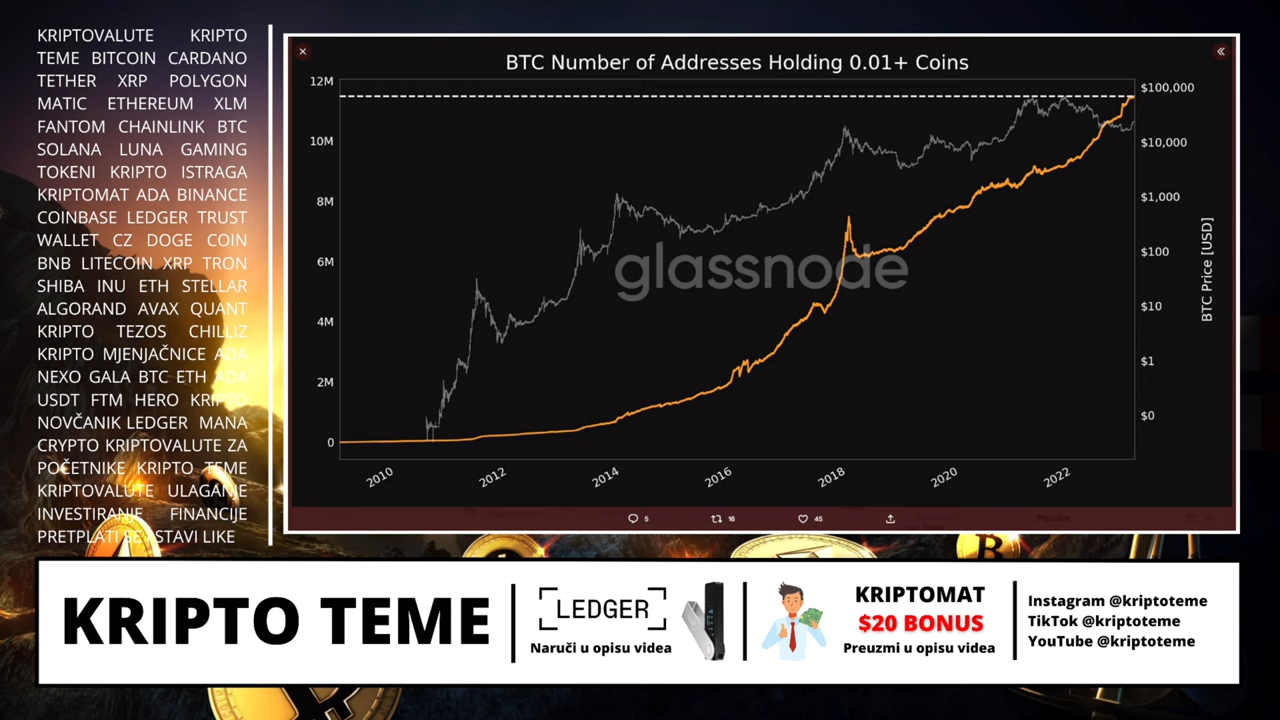 KRIPTOVALUTE KRIPTO
TEME BITCOIN CARDANO
TETHER XRP POLYGON
MATIC ETHEREUM XLM
FANTOM CHAINLINK BTC
SOLANA LUNA GAMING
TOKENI KRIPTO ISTRAGA
KRIPTOMAT ADA BINANCE
COINBASE LEDGER TRUST
WALLET CZ DOGE COIN
BNB LITECOIN XRP TRON
SHIBA INU ETH STELLAR
ALGORAND AVAX QUANT
KRIPTO TEZOS CHILLIZ
KRIPTO MJENJAČNICE ADA
NEXO GALA BTC ETH ADA
USDT FTM HERO KRIPTO
NOVČANIK LEDGER MANA
CRYPTO KRIPTOVALUTE ZA
POČETNIKE KRIPTO TEME
KRIPTOVALUTE ULAGANJE
INVESTIRANJE FINANCIJE
PRETPLATI SE OSTAVI LIKE
BTC Number of Addresses Holding 0.01+ Coins
12M
10M
8M
6M
4M
2M
0
$100,000
$10,000
$1,000
$100
$10
$1
$0
BTC Price [USD]
glassnode
2010
2012
2014
2016
2018
2020
2022
5
16
45
KRIPTO TEME
LEDGER
Naruči u opisu videa
KRIPTOMAT
$20 BONUS
Preuzmi u opisu videa
Instagram @kriptoteme
TikTok @kriptoteme
YouTube @kriptoteme